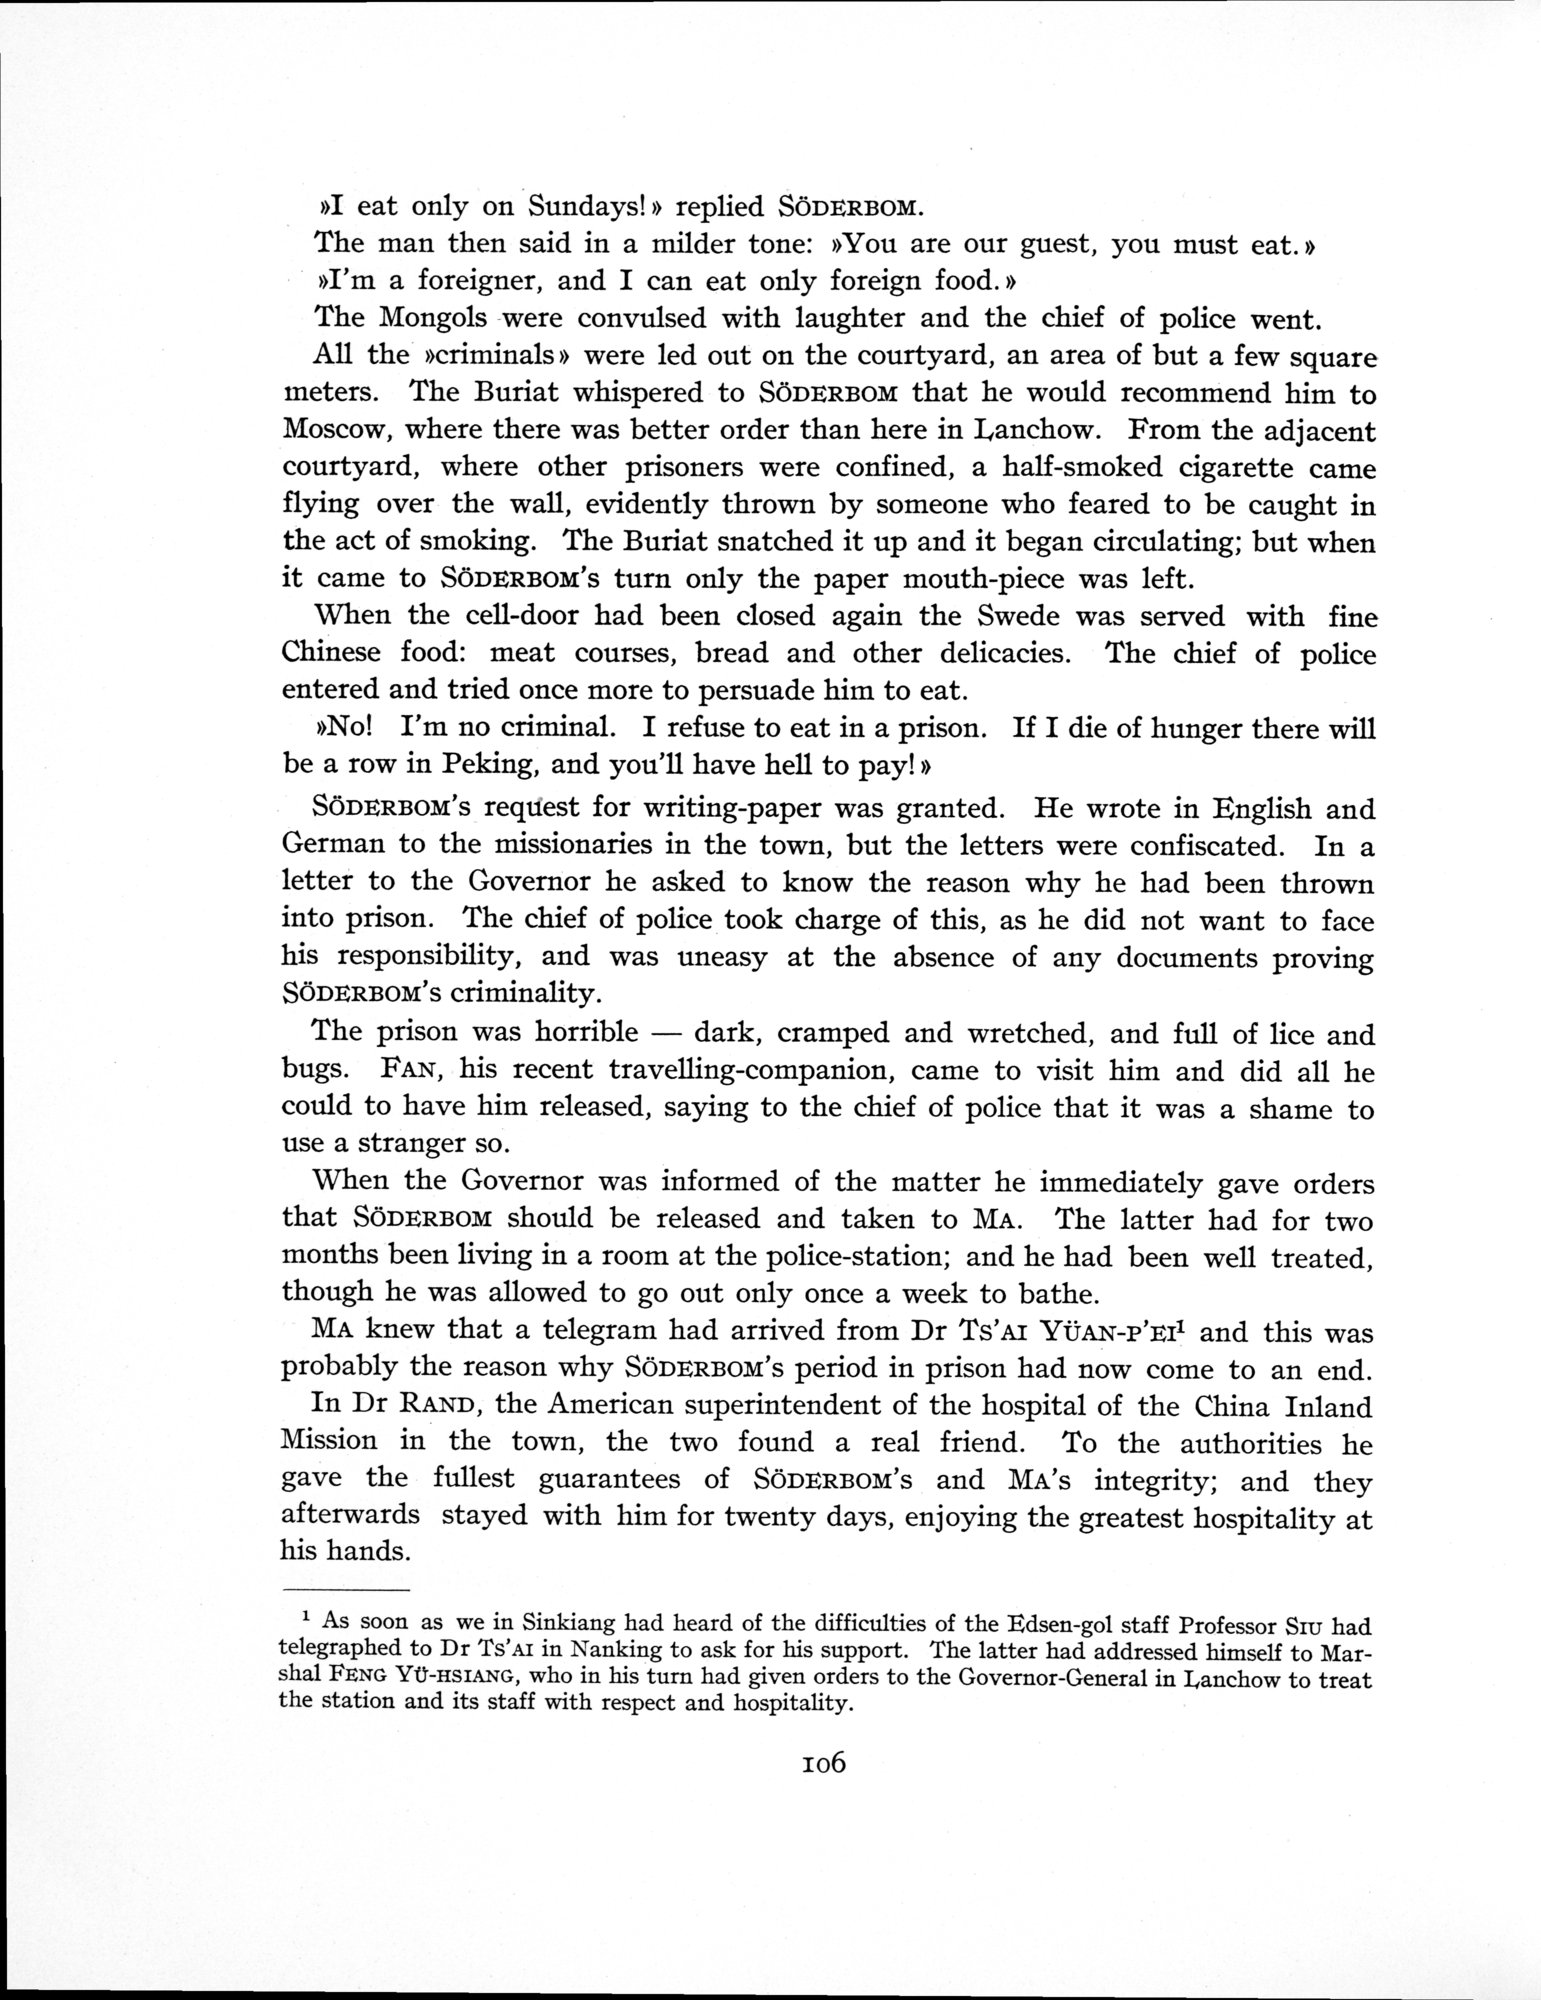 »I eat only on Sundays!» replied SÖDERBOM.
The man then said in a milder tone: »You are our guest, you must eat.»
»I'm a foreigner, and I can eat only foreign food.»
The Mongols were convulsed with laughter and the chief of police went.
All the »criminals» were led out on the courtyard, an area of but a few square
meters. The Buriat whispered to SÖDERBOM that he would recommend him to
Moscow, where there was better order than here in Lanchow. From the adjacent
courtyard, where other prisoners were confined, a half-smoked cigarette came
flying over the wall, evidently thrown by someone who feared to be caught in
the act of smoking. The Buriat snatched it up and it began circulating; but when
it came to SÖDERBOM's turn only the paper mouth-piece was left.
When the cell-door had been closed again the Swede was served with fine
Chinese food: meat courses, bread and other delicacies. The chief of police
entered and tried once more to persuade him to eat.
»No! I'm no criminal. I refuse to eat in a prison. If I die of hunger there will
be a row in Peking, and you'll have hell to pay!»
SÖDERBOM's request for writing-paper was granted. He wrote in English and
German to the missionaries in the town, but the letters were confiscated. In a
letter to the Governor he asked to know the reason why he had been thrown
into prison. The chief of police took charge of this, as he did not want to face
his responsibility, and was uneasy at the absence of any documents proving
SÖDERBOM's criminality.
The prison was horrible — dark, cramped and wretched, and full of lice and
bugs. FAN, his recent travelling-companion, came to visit him and did all he
could to have him released, saying to the chief of police that it was a shame to
use a stranger so.
When the Governor was informed of the matter he immediately gave orders
that SÖDERBOM should be released and taken to MA. The latter had for two
months been living in a room at the police-station; and he had been well treated,
though he was allowed to go out only once a week to bathe.
MA knew that a telegram had arrived from Dr TS'AI YÜAN-P'EI¹ and this was
probably the reason why SÖDERBOM's period in prison had now come to an end.
In Dr RAND, the American superintendent of the hospital of the China Inland
Mission in the town, the two found a real friend. To the authorities he
gave the fullest guarantees of SÖDERBOM's and MA's integrity; and they
afterwards stayed with him for twenty days, enjoying the greatest hospitality at
his hands.
¹ As soon as we in Sinkiang had heard of the difficulties of the Edsen-gol staff Professor SIU had
telegraphed to Dr TS'AI in Nanking to ask for his support. The latter had addressed himself to Mar-
shal FENG YÜ-HSIANG, who in his turn had given orders to the Governor-General in Lanchow to treat
the station and its staff with respect and hospitality.
106